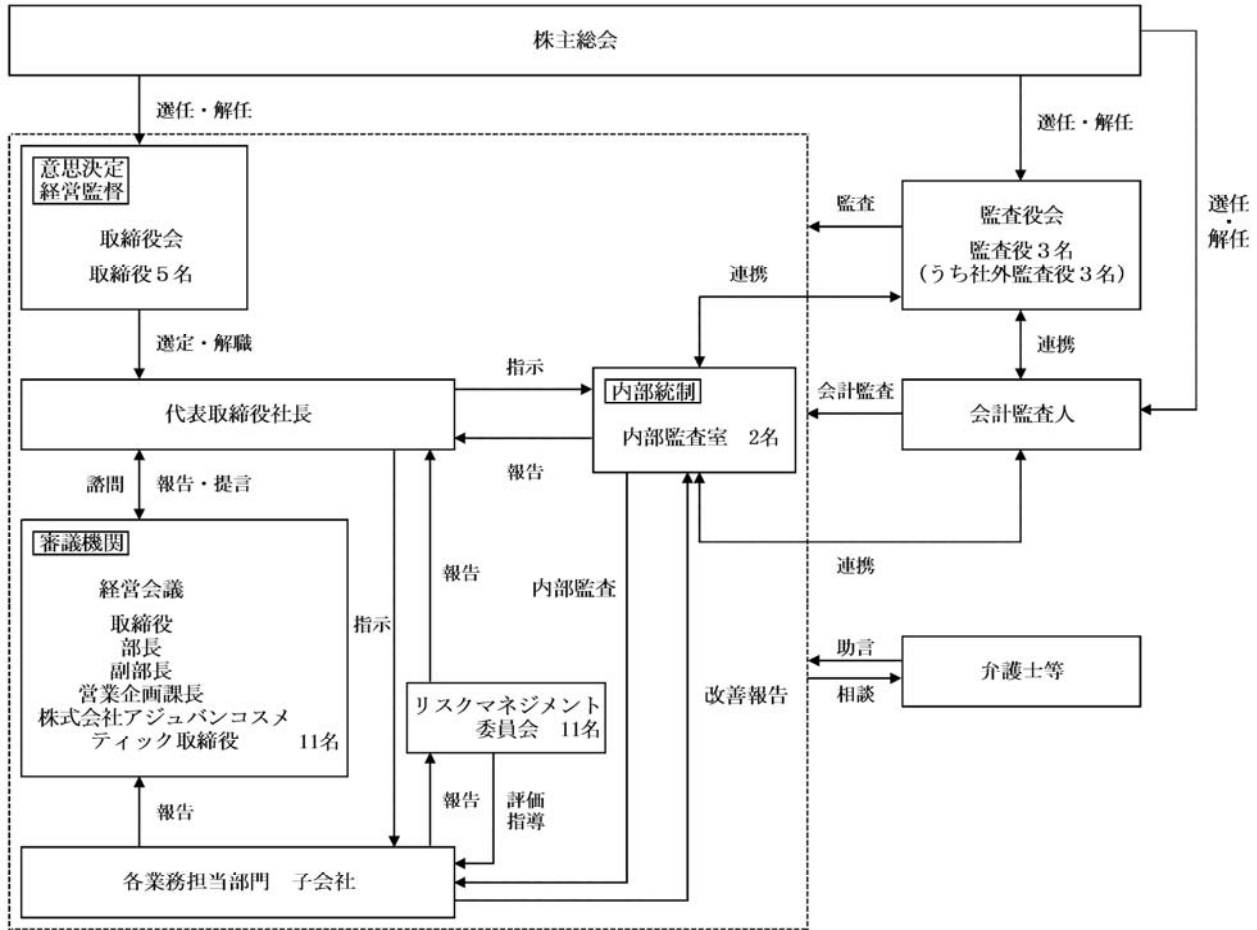 株主総会
選任・解任
選任・解任
選任・解任
意思決定
経営監督
取締役会
取締役5名
監査
監査役会
監査役3名
(うち社外監査役3名)
連携
選定・解職
連携
指示
代表取締役社長
内部統制
内部監査室 2名
会計監査
会計監査人
報告
諮問
報告・提言
審議機関
経営会議
取締役
部長
副部長
営業企画課長
株式会社アジュバンコスメ
ティック取締役 11名
指示
報告
内部監査
連携
助言
相談
弁護士等
リスクマネジメント
委員会 11名
改善報告
報告
報告
評価
指導
各業務担当部門 子会社